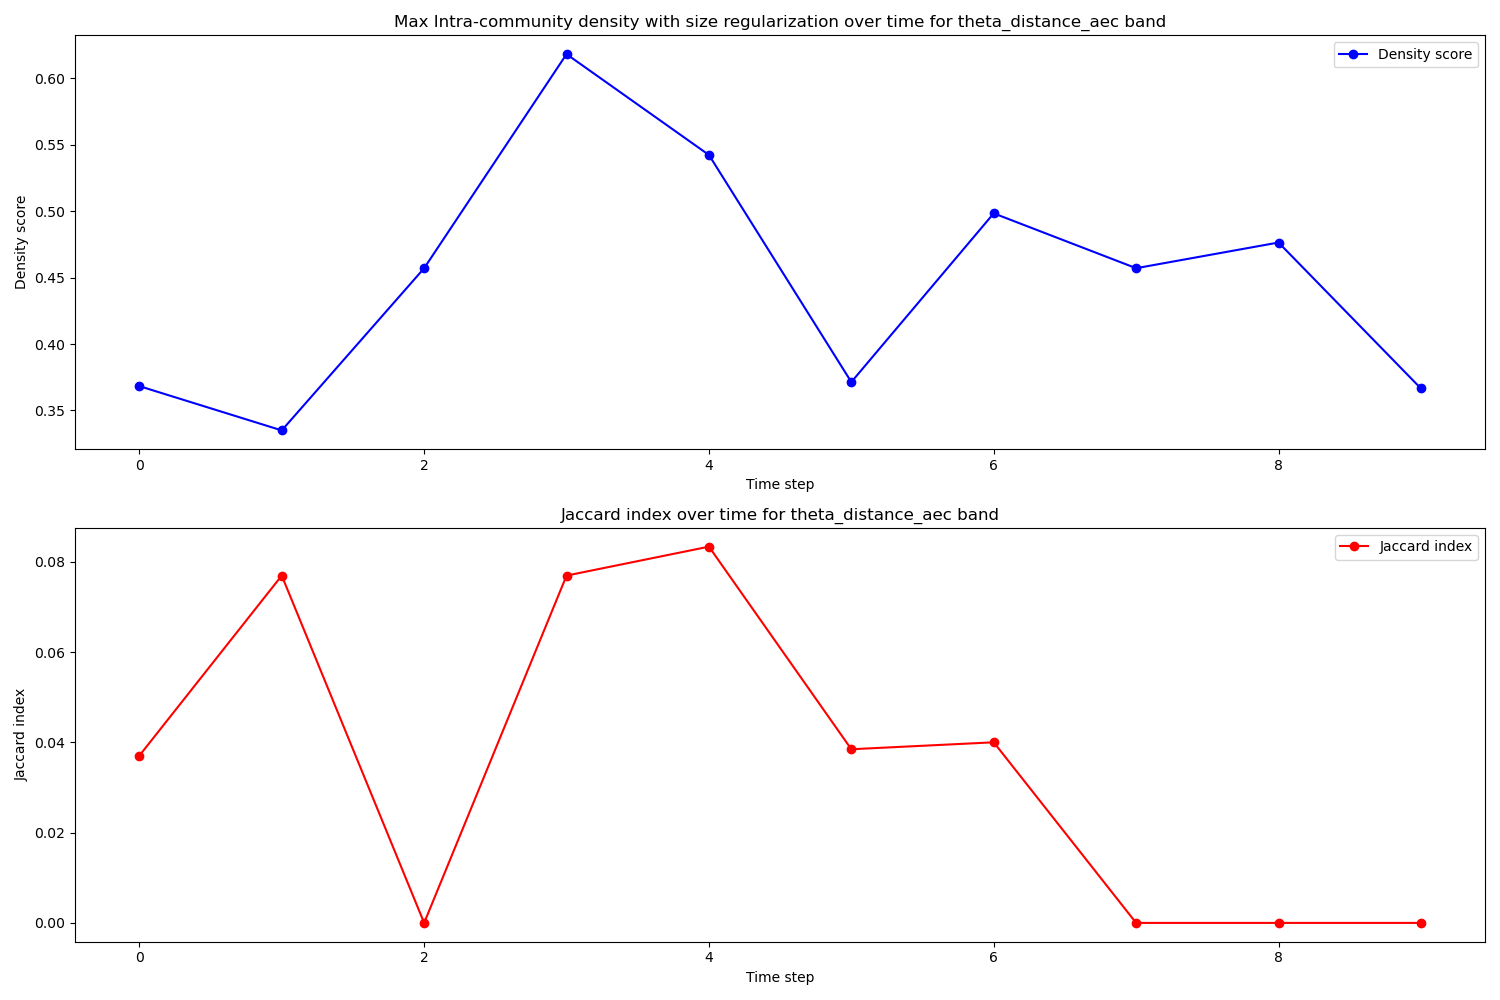 Max Intra-community density with size regularization over time for theta_distance_aec band
Density score
0.60
0.55
0.50
0.45
0.40
0.35
Density score
0 2 4 6 8
Time step
Jaccard index over time for theta_distance_aec band
Jaccard index
0.08
0.06
0.04
0.02
0.00
Jaccard index
0 2 4 6 8
Time step